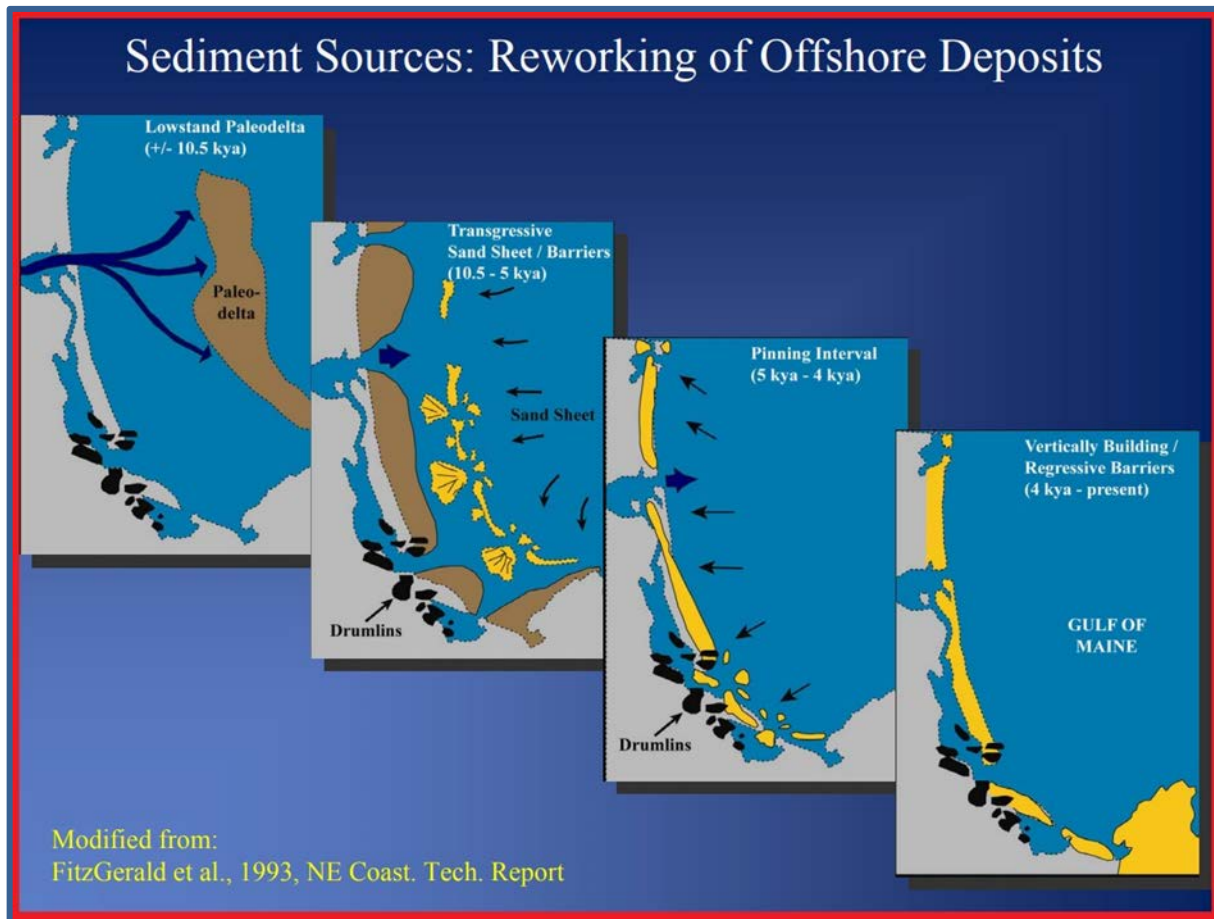 Sediment Sources: Reworking of Offshore Deposits
Lowstand Paleodelta
(+/- 10.5 kya)
Paleo-
delta
Transgressive
Sand Sheet / Barriers
(10.5 - 5 kya)
Sand Sheet
Drumlins
Pinning Interval
(5 kya - 4 kya)
Drumlins
Vertically Building /
Regressive Barriers
(4 kya - present)
GULF OF
MAINE
Modified from:
FitzGerald et al., 1993, NE Coast. Tech. Report